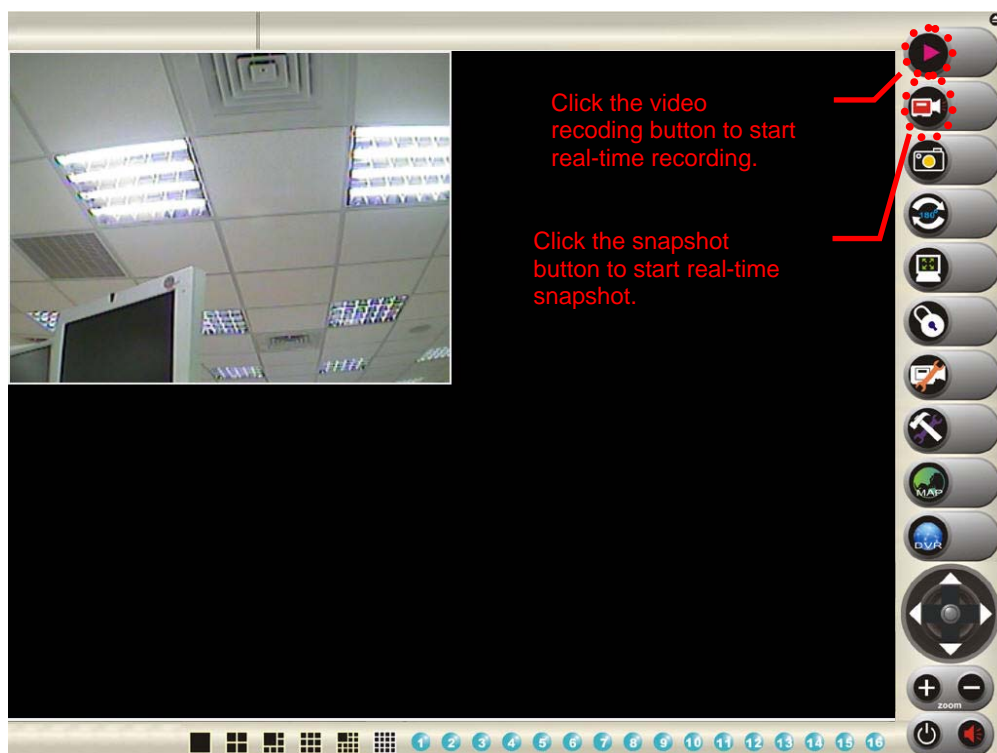 Click the video
recoding button to start
real-time recording.
Click the snapshot
button to start real-time
snapshot.
180°
MAP
DVR
zoom
1 2 3 4 5 6 7 8 9 10 11 12 13 14 15 16